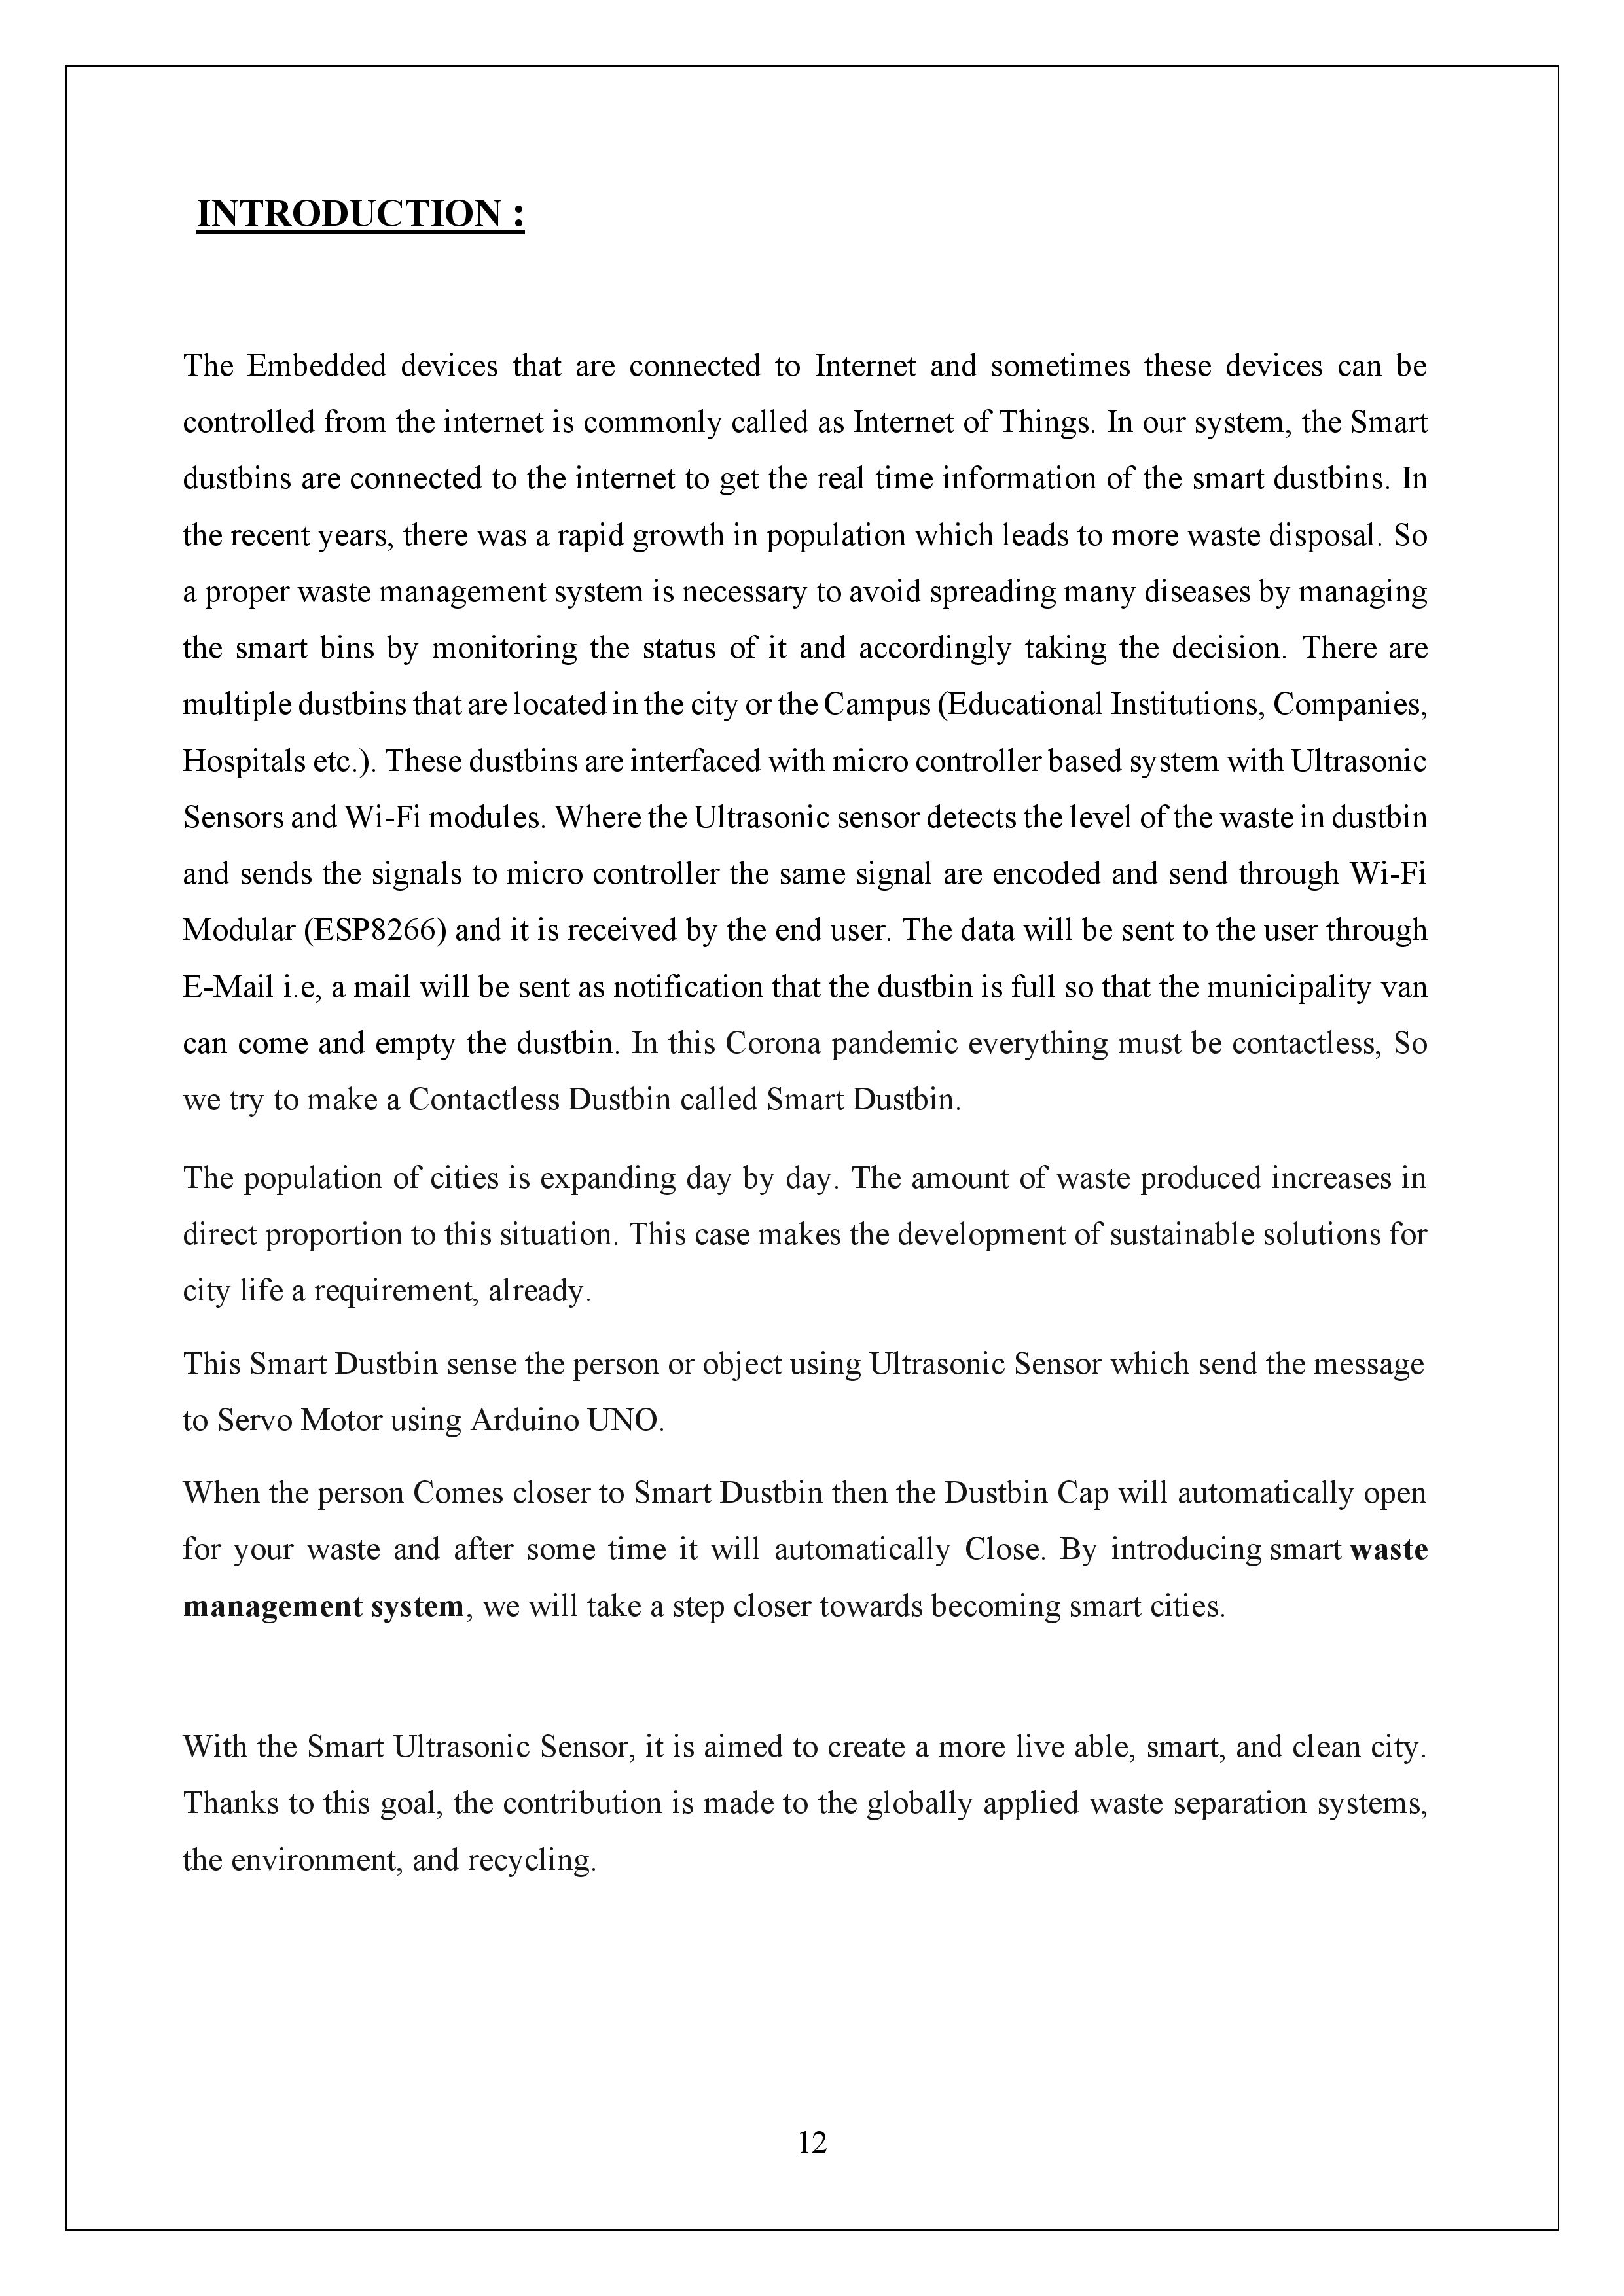 INTRODUCTION :
The Embedded devices that are connected to Internet and sometimes these devices can be
controlled from the internet is commonly called as Internet of Things. In our system, the Smart
dustbins are connected to the internet to get the real time information of the smart dustbins. In
the recent years, there was a rapid growth in population which leads to more waste disposal. So
a proper waste management system is necessary to avoid spreading many diseases by managing
the smart bins by monitoring the status of it and accordingly taking the decision. There are
multiple dustbins that are located in the city or the Campus (Educational Institutions, Companies,
Hospitals etc.). These dustbins are interfaced with micro controller based system with Ultrasonic
Sensors and Wi-Fi modules. Where the Ultrasonic sensor detects the level of the waste in dustbin
and sends the signals to micro controller the same signal are encoded and send through Wi-Fi
Modular (ESP8266) and it is received by the end user. The data will be sent to the user through
E-Mail i.e, a mail will be sent as notification that the dustbin is full so that the municipality van
can come and empty the dustbin. In this Corona pandemic everything must be contactless, So
we try to make a Contactless Dustbin called Smart Dustbin.
The population of cities is expanding day by day. The amount of waste produced increases in
direct proportion to this situation. This case makes the development of sustainable solutions for
city life a requirement, already.
This Smart Dustbin sense the person or object using Ultrasonic Sensor which send the message
to Servo Motor using Arduino UNO.
When the person Comes closer to Smart Dustbin then the Dustbin Cap will automatically open
for your waste and after some time it will automatically Close. By introducing smart waste
management system, we will take a step closer towards becoming smart cities.
With the Smart Ultrasonic Sensor, it is aimed to create a more live able, smart, and clean city.
Thanks to this goal, the contribution is made to the globally applied waste separation systems,
the environment, and recycling.
12